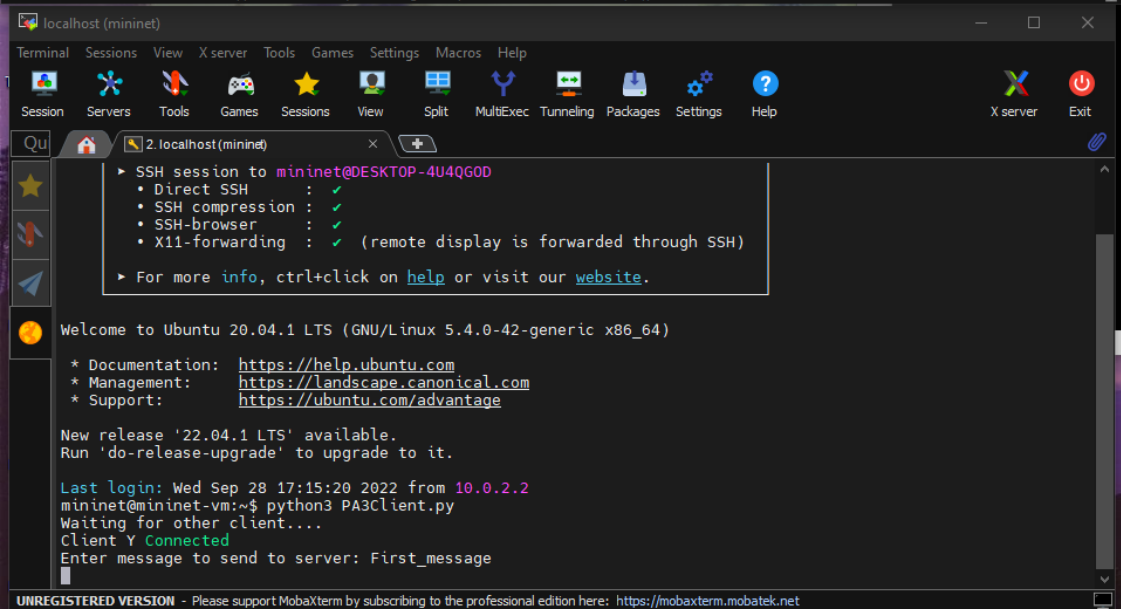 localhost (mininet)
Terminal Sessions View X server Tools Games Settings Macros Help
Session Servers Tools Games Sessions View Split MultiExec Tunneling Packages Settings Help X server Exit
Qu 2. localhost (mininet)
▸ SSH session to mininet@DESKTOP-4U4QGOD
• Direct SSH : ✔
• SSH compression : ✔
• SSH-browser : ✔
• X11-forwarding : ✔ (remote display is forwarded through SSH)
▸ For more info, ctrl+click on help or visit our website.
Welcome to Ubuntu 20.04.1 LTS (GNU/Linux 5.4.0-42-generic x86_64)
* Documentation: https://help.ubuntu.com
* Management: https://landscape.canonical.com
* Support: https://ubuntu.com/advantage
New release '22.04.1 LTS' available.
Run 'do-release-upgrade' to upgrade to it.
Last login: Wed Sep 28 17:15:20 2022 from 10.0.2.2
mininet@mininet-vm:~$ python3 PA3Client.py
Waiting for other client....
Client Y Connected
Enter message to send to server: First_message
UNREGISTERED VERSION - Please support MobaXterm by subscribing to the professional edition here: https://mobaxterm.mobatek.net